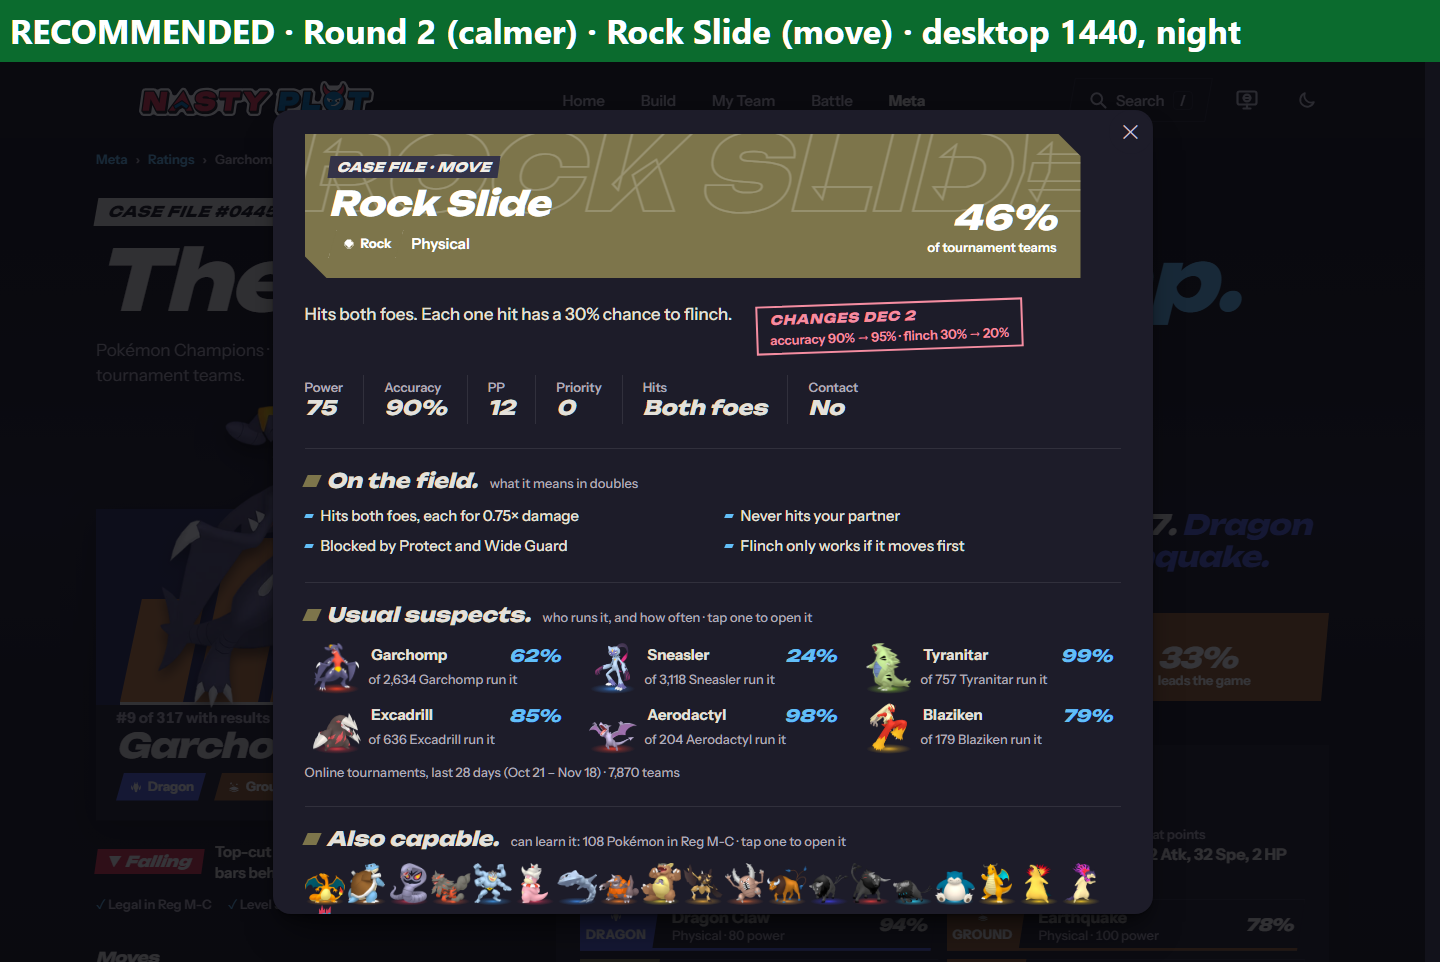 RECOMMENDED · Round 2 (calmer) · Rock Slide (move) · desktop 1440, night
NASTY PLOT
Home Build My Team Battle Meta
Search /
Meta › Ratings › Garchom
CASE FILE #0445
The
p.
Pokémon Champions ·
tournament teams.
7. Dragon
quake.
33%
leads the game
#9 of 317 with results
Garcho
Dragon Grou
Falling
Top-cut
bars beh
✓ Legal in Reg M-C ✓ Level
Moves
at points
2 Atk, 32 Spe, 2 HP
ROCK SLIDE
CASE FILE · MOVE
Rock Slide
Rock Physical
46%
of tournament teams
Hits both foes. Each one hit has a 30% chance to flinch.
CHANGES DEC 2
accuracy 90% → 95% · flinch 30% → 20%
Power Accuracy PP Priority Hits Contact
75 90% 12 0 Both foes No
On the field. what it means in doubles
Hits both foes, each for 0.75× damage
Never hits your partner
Blocked by Protect and Wide Guard
Flinch only works if it moves first
Usual suspects. who runs it, and how often · tap one to open it
Garchomp 62%
of 2,634 Garchomp run it
Sneasler 24%
of 3,118 Sneasler run it
Tyranitar 99%
of 757 Tyranitar run it
Excadrill 85%
of 636 Excadrill run it
Aerodactyl 98%
of 204 Aerodactyl run it
Blaziken 79%
of 179 Blaziken run it
Online tournaments, last 28 days (Oct 21 – Nov 18) · 7,870 teams
Also capable. can learn it: 108 Pokémon in Reg M-C · tap one to open it
DRAGON
Dragon Claw
Physical · 80 power
94%
GROUND
Earthquake
Physical · 100 power
78%